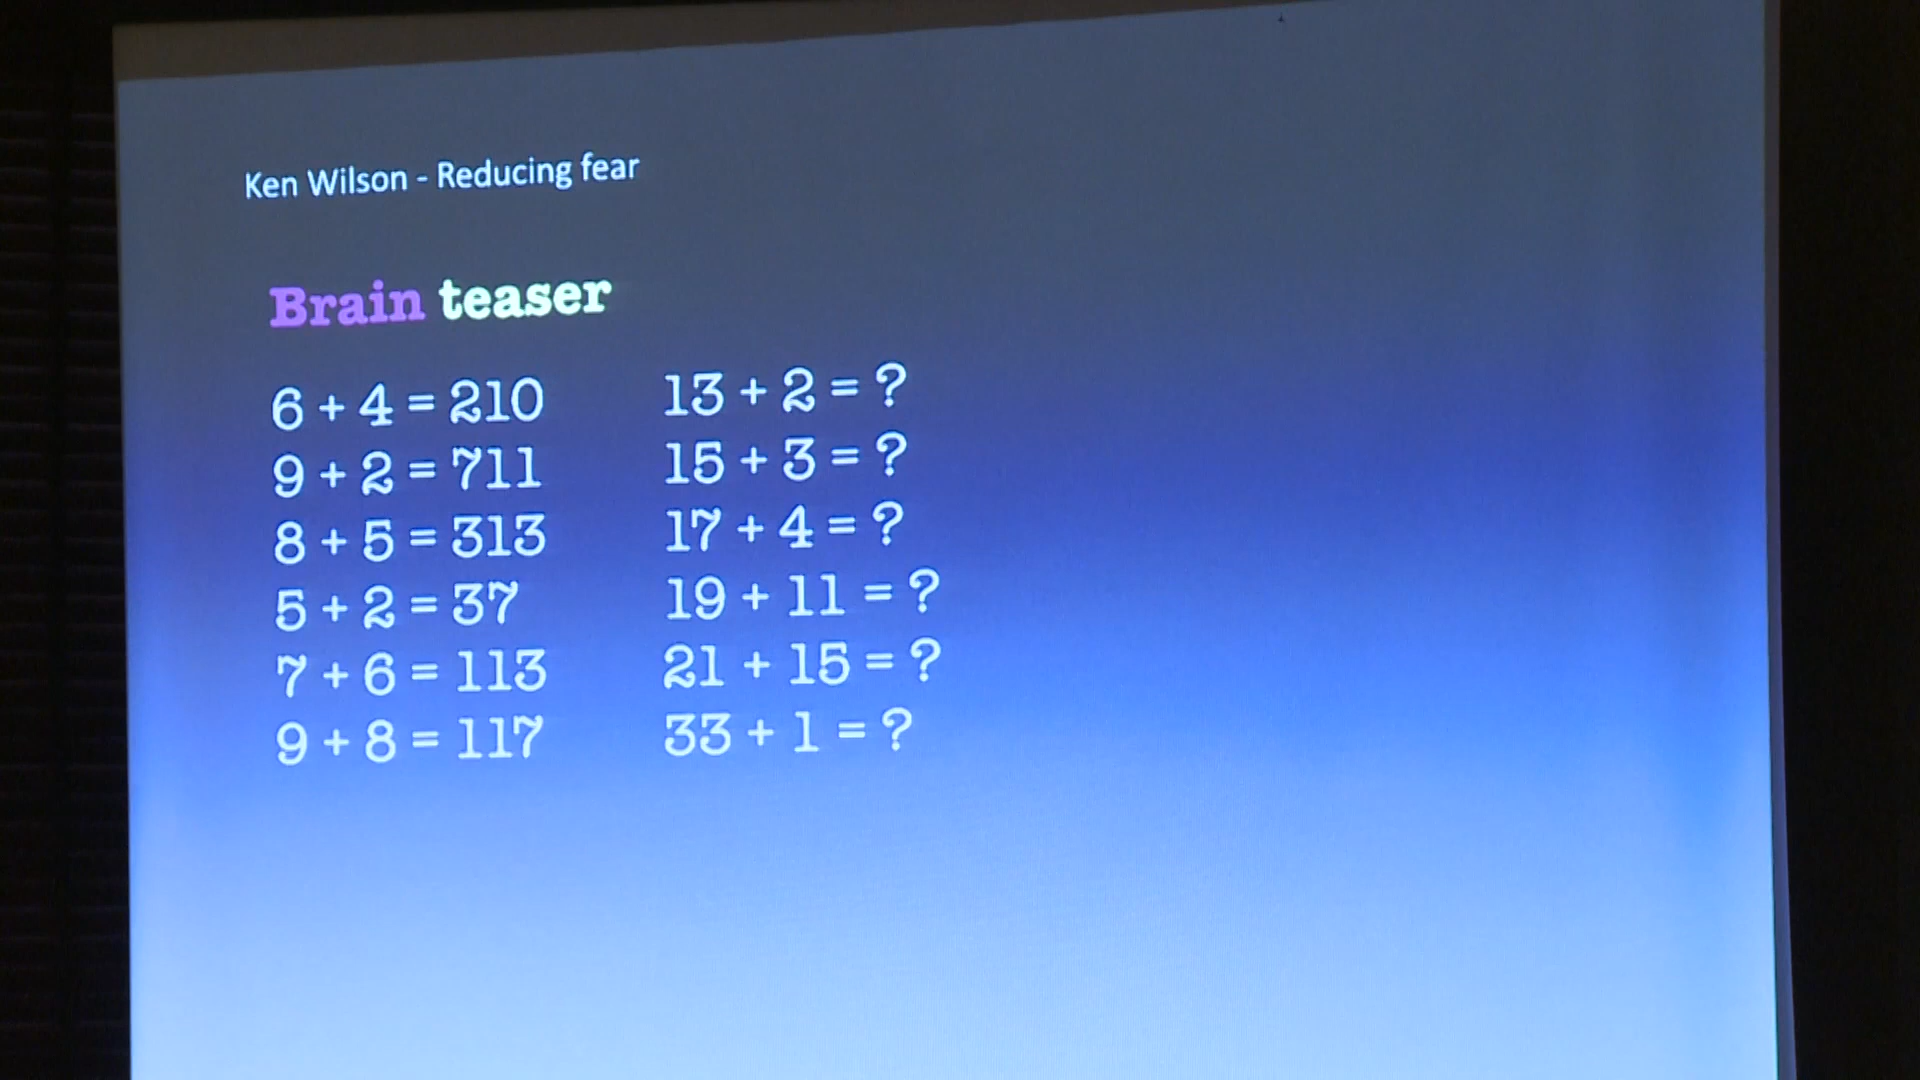 Ken Wilson - Reducing fear
Brain teaser
6 + 4 = 210
9 + 2 = 711
8 + 5 = 313
5 + 2 = 37
7 + 6 = 113
9 + 8 = 117
13 + 2 = ?
15 + 3 = ?
17 + 4 = ?
19 + 11 = ?
21 + 15 = ?
33 + 1 = ?